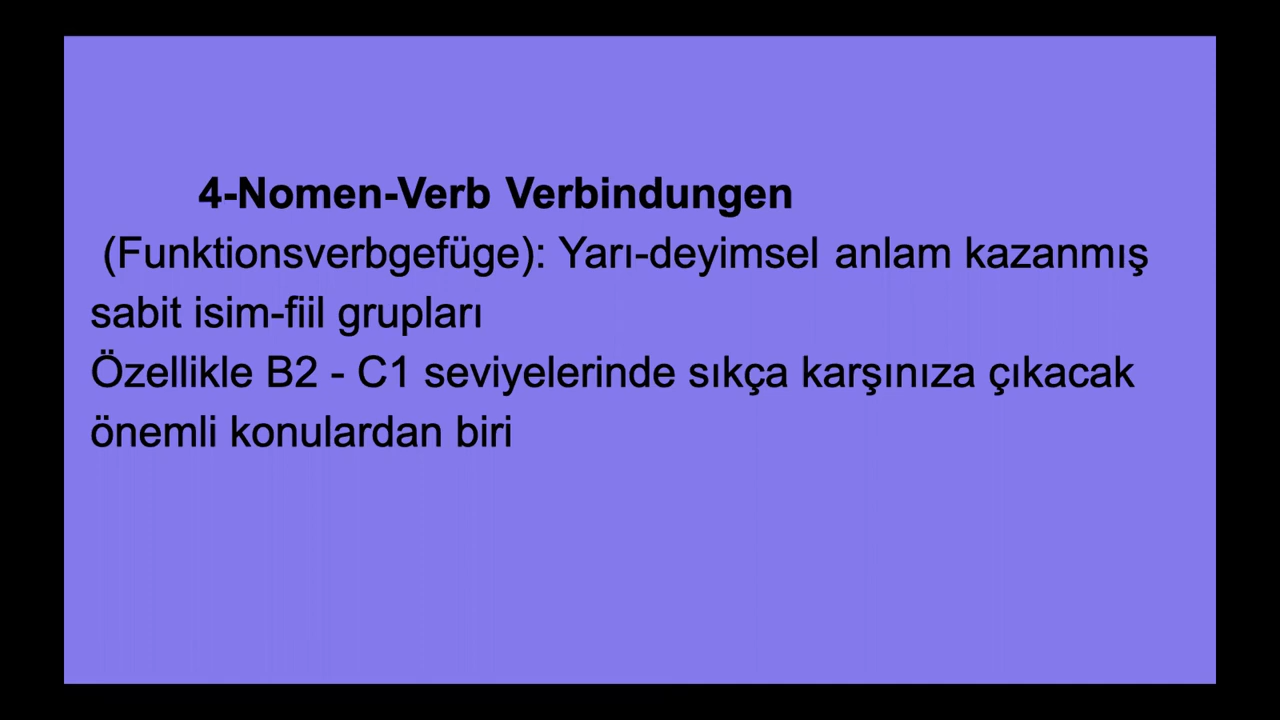 4-Nomen-Verb Verbindungen
(Funktionsverbgefüge): Yarı-deyimsel anlam kazanmış
sabit isim-fiil grupları
Özellikle B2 - C1 seviyelerinde sıkça karşınıza çıkacak
önemli konulardan biri